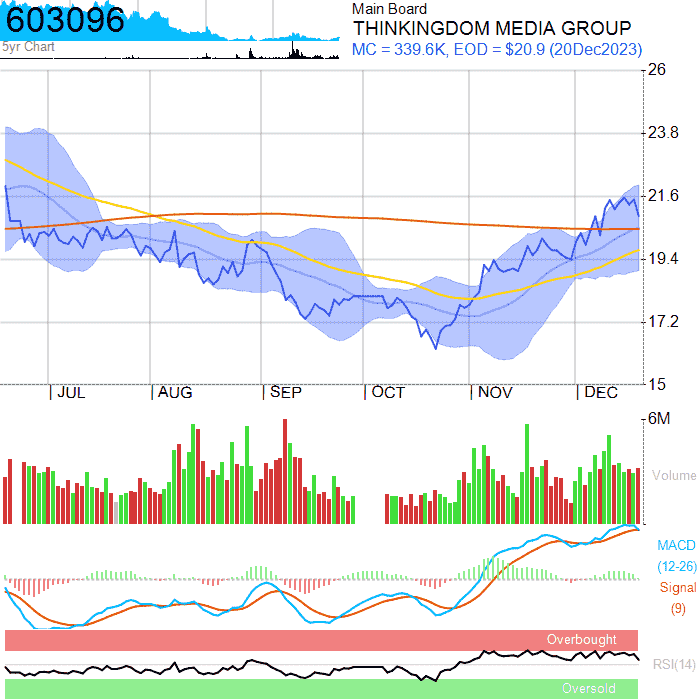 603096
5yr Chart
Main Board
THINKINGDOM MEDIA GROUP
MC = 339.6K, EOD = $20.9 (20Dec2023)
26
23.8
21.6
19.4
17.2
15
JUL AUG SEP OCT NOV DEC
6M
Volume
MACD
(12-26)
Signal
(9)
Overbought
RSI(14)
Oversold